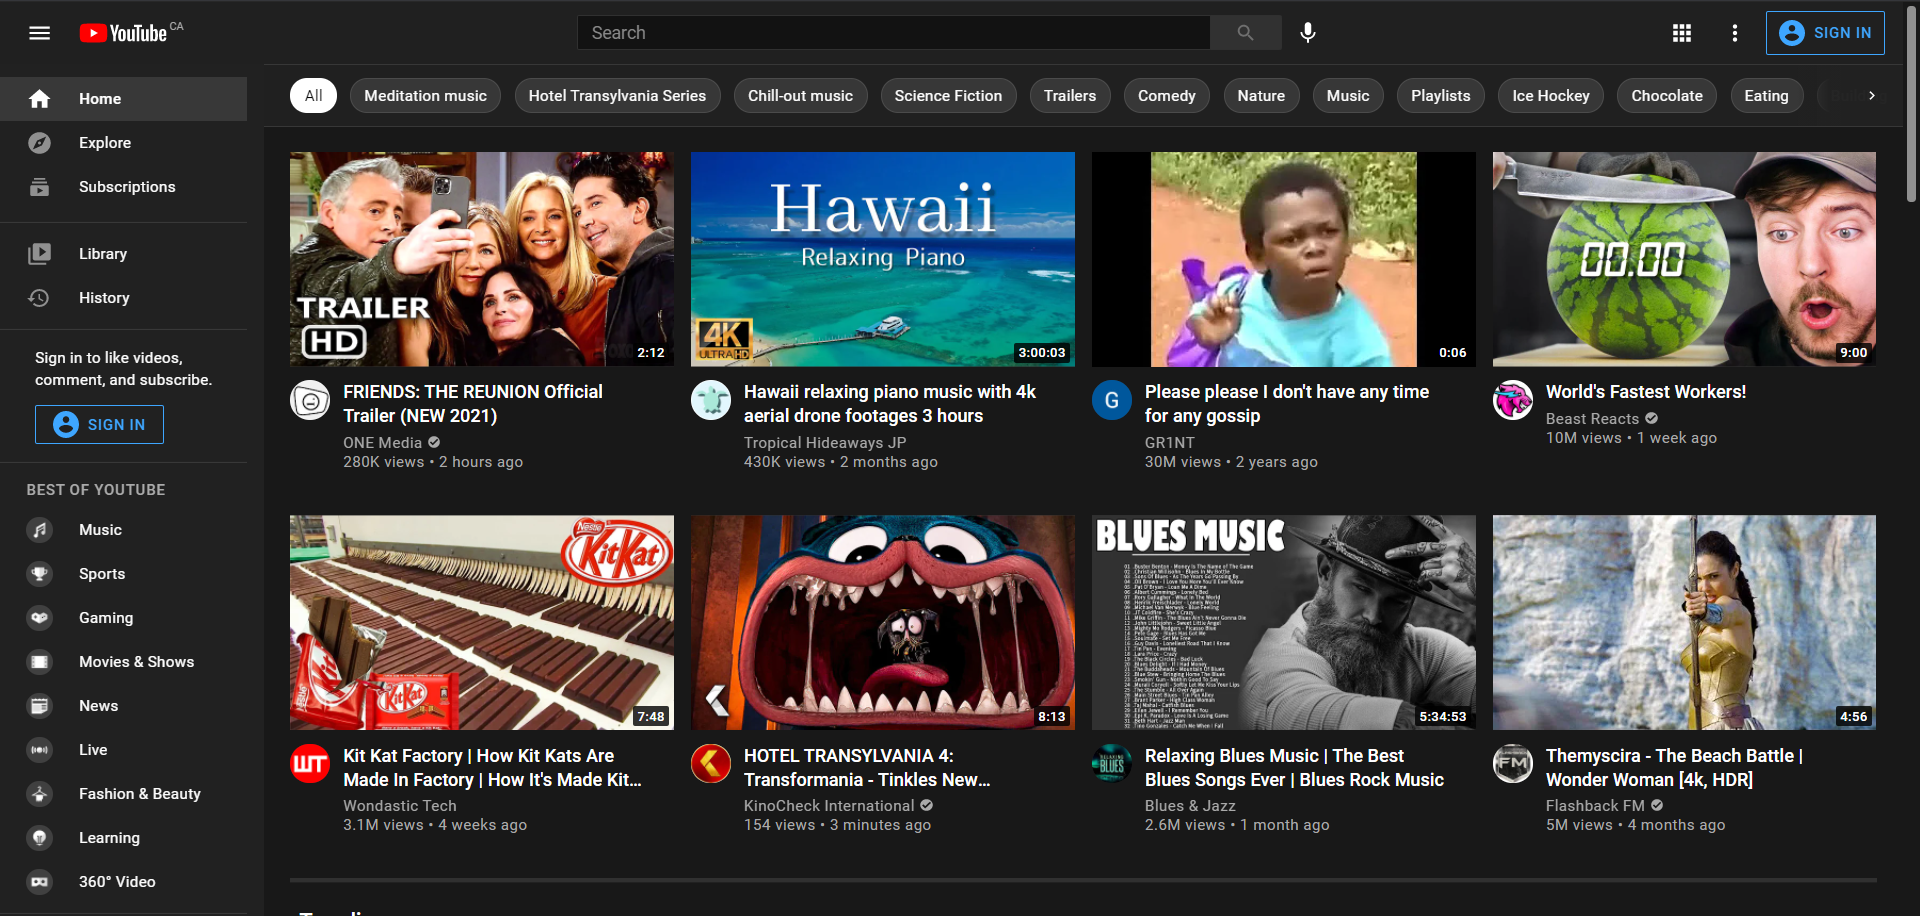 YouTube CA
Search
SIGN IN
Home
Explore
Subscriptions
Library
History
Sign in to like videos,
comment, and subscribe.
SIGN IN
BEST OF YOUTUBE
Music
Sports
Gaming
Movies & Shows
News
Live
Fashion & Beauty
Learning
360° Video
All
Meditation music
Hotel Transylvania Series
Chill-out music
Science Fiction
Trailers
Comedy
Nature
Music
Playlists
Ice Hockey
Chocolate
Eating
TRAILER
HD
2:12
FRIENDS: THE REUNION Official
Trailer (NEW 2021)
ONE Media
280K views • 2 hours ago
Hawaii
Relaxing Piano
4K
ULTRA HD
3:00:03
Hawaii relaxing piano music with 4k
aerial drone footages 3 hours
Tropical Hideaways JP
430K views • 2 months ago
0:06
G
Please please I don't have any time
for any gossip
GR1NT
30M views • 2 years ago
00.00
9:00
World's Fastest Workers!
Beast Reacts
10M views • 1 week ago
Nestle
KitKat
KitKat
7:48
WT
Kit Kat Factory | How Kit Kats Are
Made In Factory | How It's Made Kit...
Wondastic Tech
3.1M views • 4 weeks ago
8:13
HOTEL TRANSYLVANIA 4:
Transformania - Tinkles New...
KinoCheck International
154 views • 3 minutes ago
BLUES MUSIC
5:34:53
RELAXING
BLUES
Relaxing Blues Music | The Best
Blues Songs Ever | Blues Rock Music
Blues & Jazz
2.6M views • 1 month ago
4:56
FM
Themyscira - The Beach Battle |
Wonder Woman [4k, HDR]
Flashback FM
5M views • 4 months ago